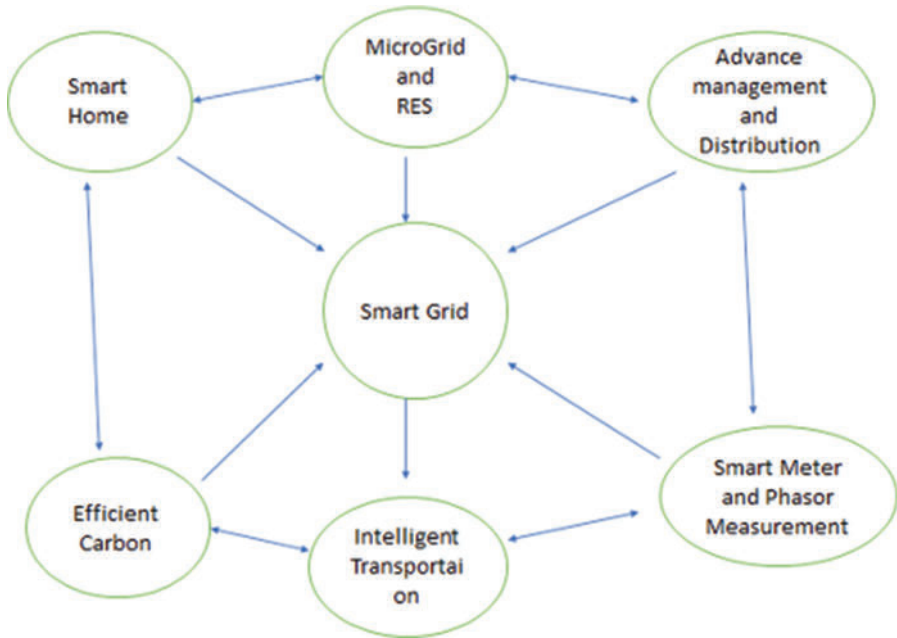 Smart
Home
MicroGrid
and
RES
Advance
management
and
Distribution
Smart Grid
Efficient
Carbon
Intelligent
Transportai
on
Smart Meter
and Phasor
Measurement